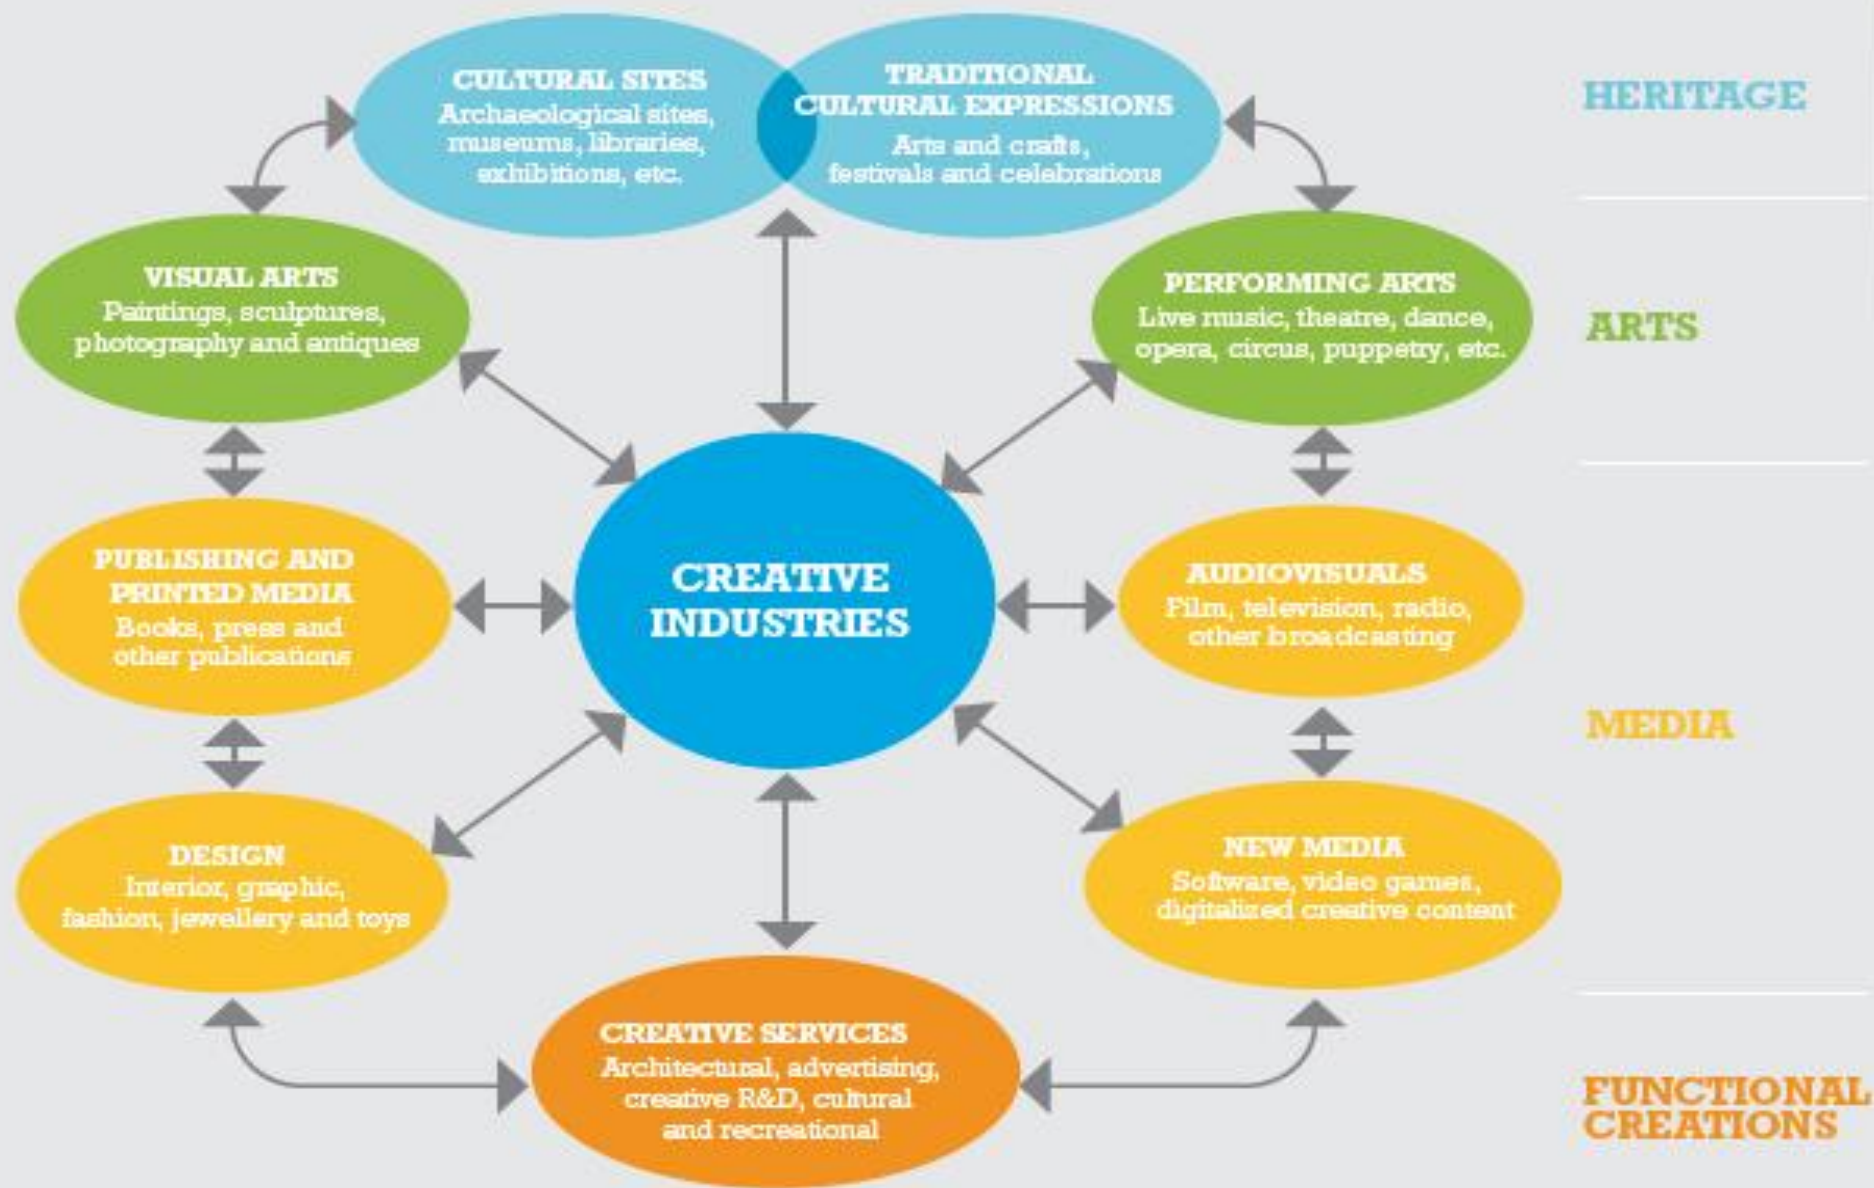 CULTURAL SITES
Archaeological sites,
museums, libraries,
exhibitions, etc.
TRADITIONAL
CULTURAL EXPRESSIONS
Arts and crafts,
festivals and celebrations
HERITAGE
VISUAL ARTS
Paintings, sculptures,
photography and antiques
PERFORMING ARTS
Live music, theatre, dance,
opera, circus, puppetry, etc.
ARTS
PUBLISHING AND
PRINTED MEDIA
Books, press and
other publications
CREATIVE
INDUSTRIES
AUDIOVISUALS
Film, television, radio,
other broadcasting
MEDIA
DESIGN
Interior, graphic,
fashion, jewellery and toys
NEW MEDIA
Software, video games,
digitalized creative content
CREATIVE SERVICES
Architectural, advertising,
creative R&D, cultural
and recreational
FUNCTIONAL
CREATIONS